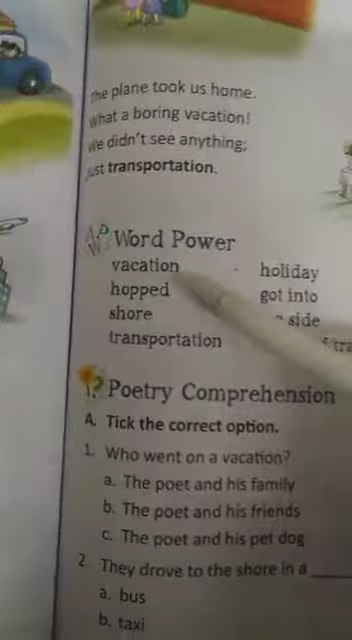 The plane took us home.
What a boring vacation!
We didn't see anything;
just transportation.
Word Power
vacation - holiday
hopped got into
shore side
transportation
Poetry Comprehension
A. Tick the correct option.
1. Who went on a vacation?
a. The poet and his family
b. The poet and his friends
c. The poet and his pet dog
2. They drove to the shore in a ____
a. bus
b. taxi